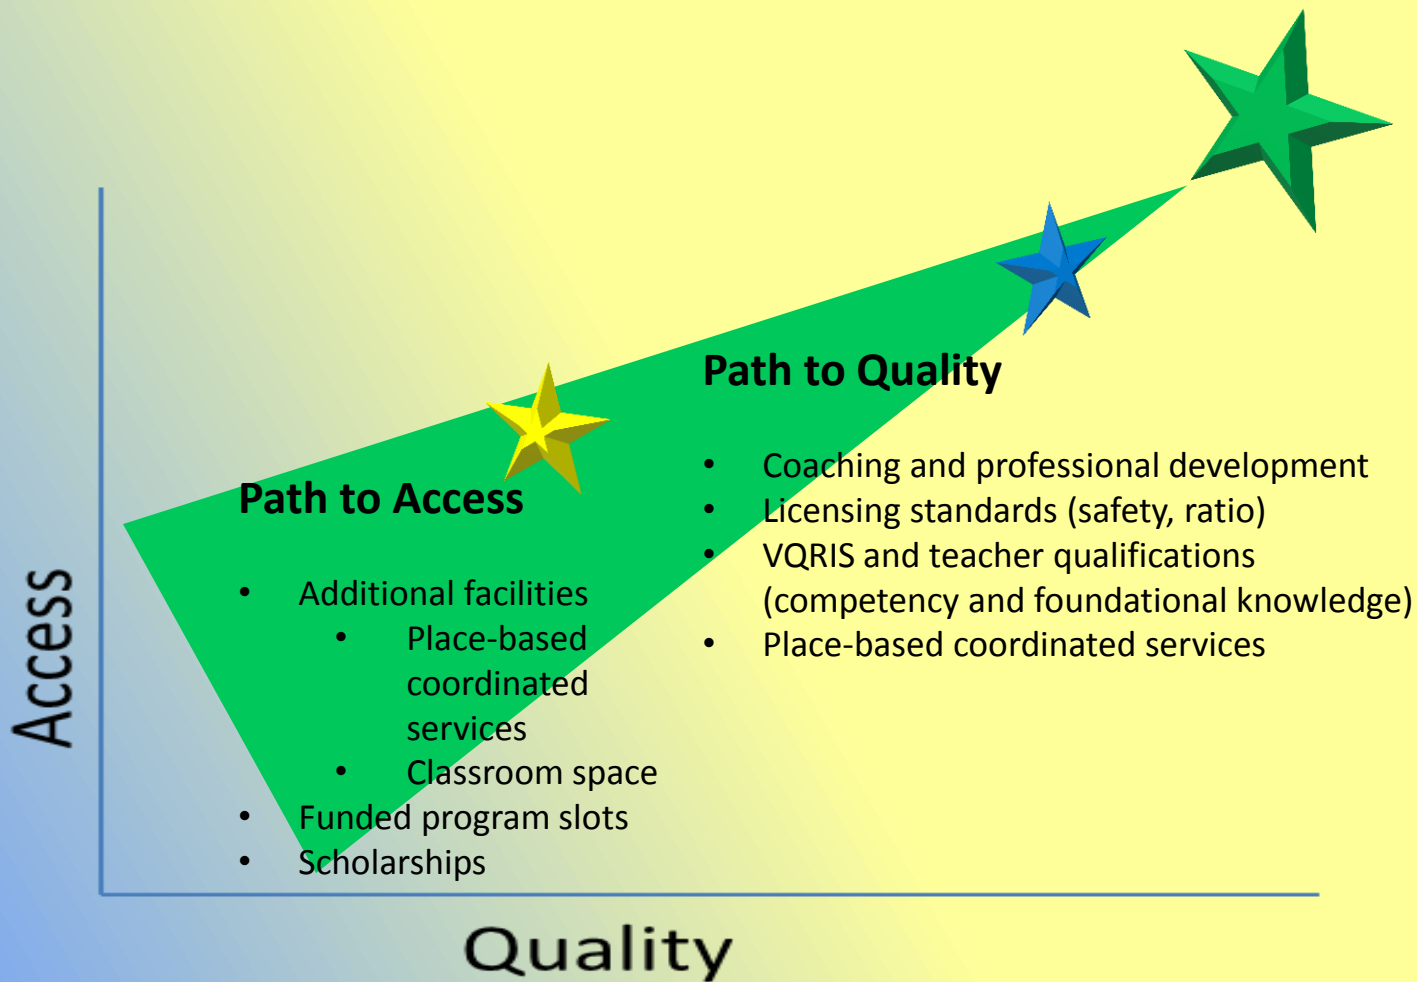 Access
Path to Access
• Additional facilities
• Place-based
coordinated
services
• Classroom space
• Funded program slots
• Scholarships
Path to Quality
• Coaching and professional development
• Licensing standards (safety, ratio)
• VQRIS and teacher qualifications
(competency and foundational knowledge)
• Place-based coordinated services
Quality